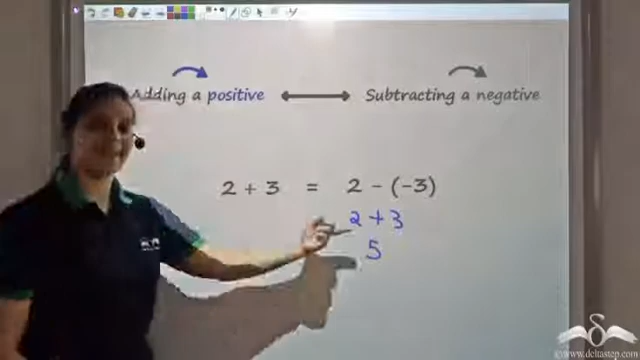 Adding a positive ⟷ Subtracting a negative
2 + 3 = 2 - (-3)
2 + 3
5
©www.deltastep.com